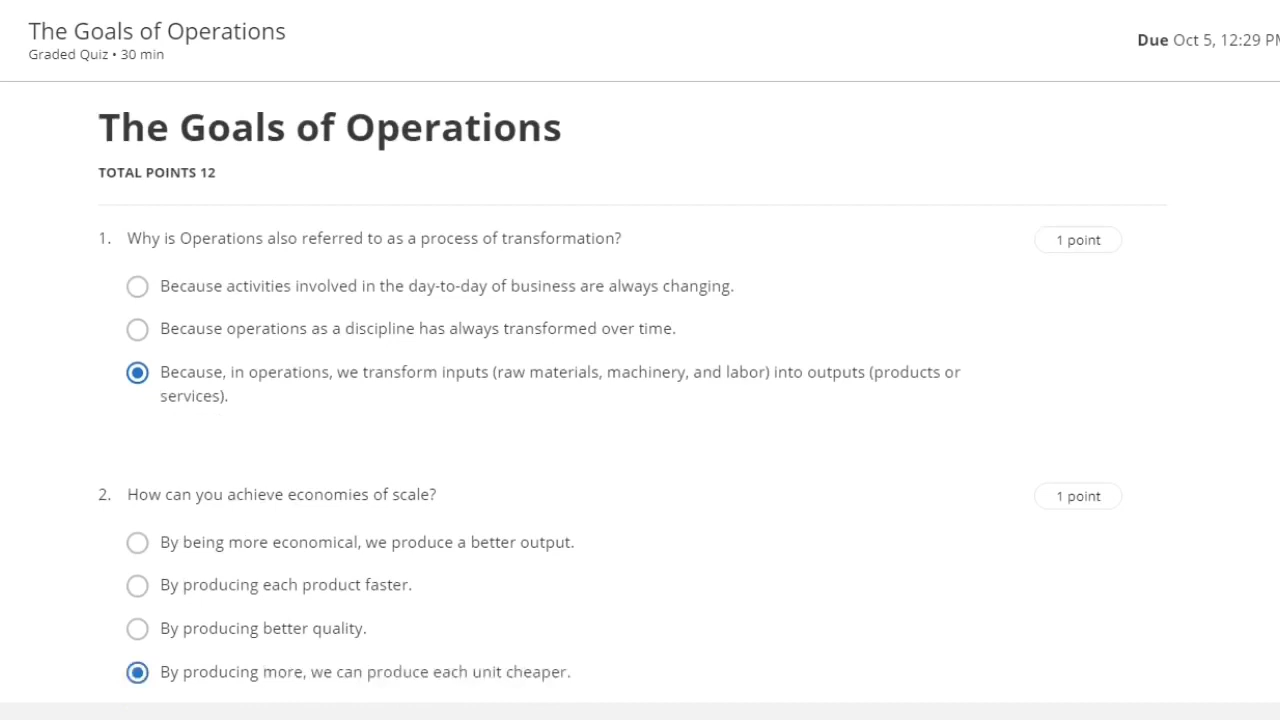 The Goals of Operations
Graded Quiz • 30 min
Due Oct 5, 12:29 PM
The Goals of Operations
TOTAL POINTS 12
1. Why is Operations also referred to as a process of transformation?
1 point
Because activities involved in the day-to-day of business are always changing.
Because operations as a discipline has always transformed over time.
Because, in operations, we transform inputs (raw materials, machinery, and labor) into outputs (products or
services).
2. How can you achieve economies of scale?
1 point
By being more economical, we produce a better output.
By producing each product faster.
By producing better quality.
By producing more, we can produce each unit cheaper.